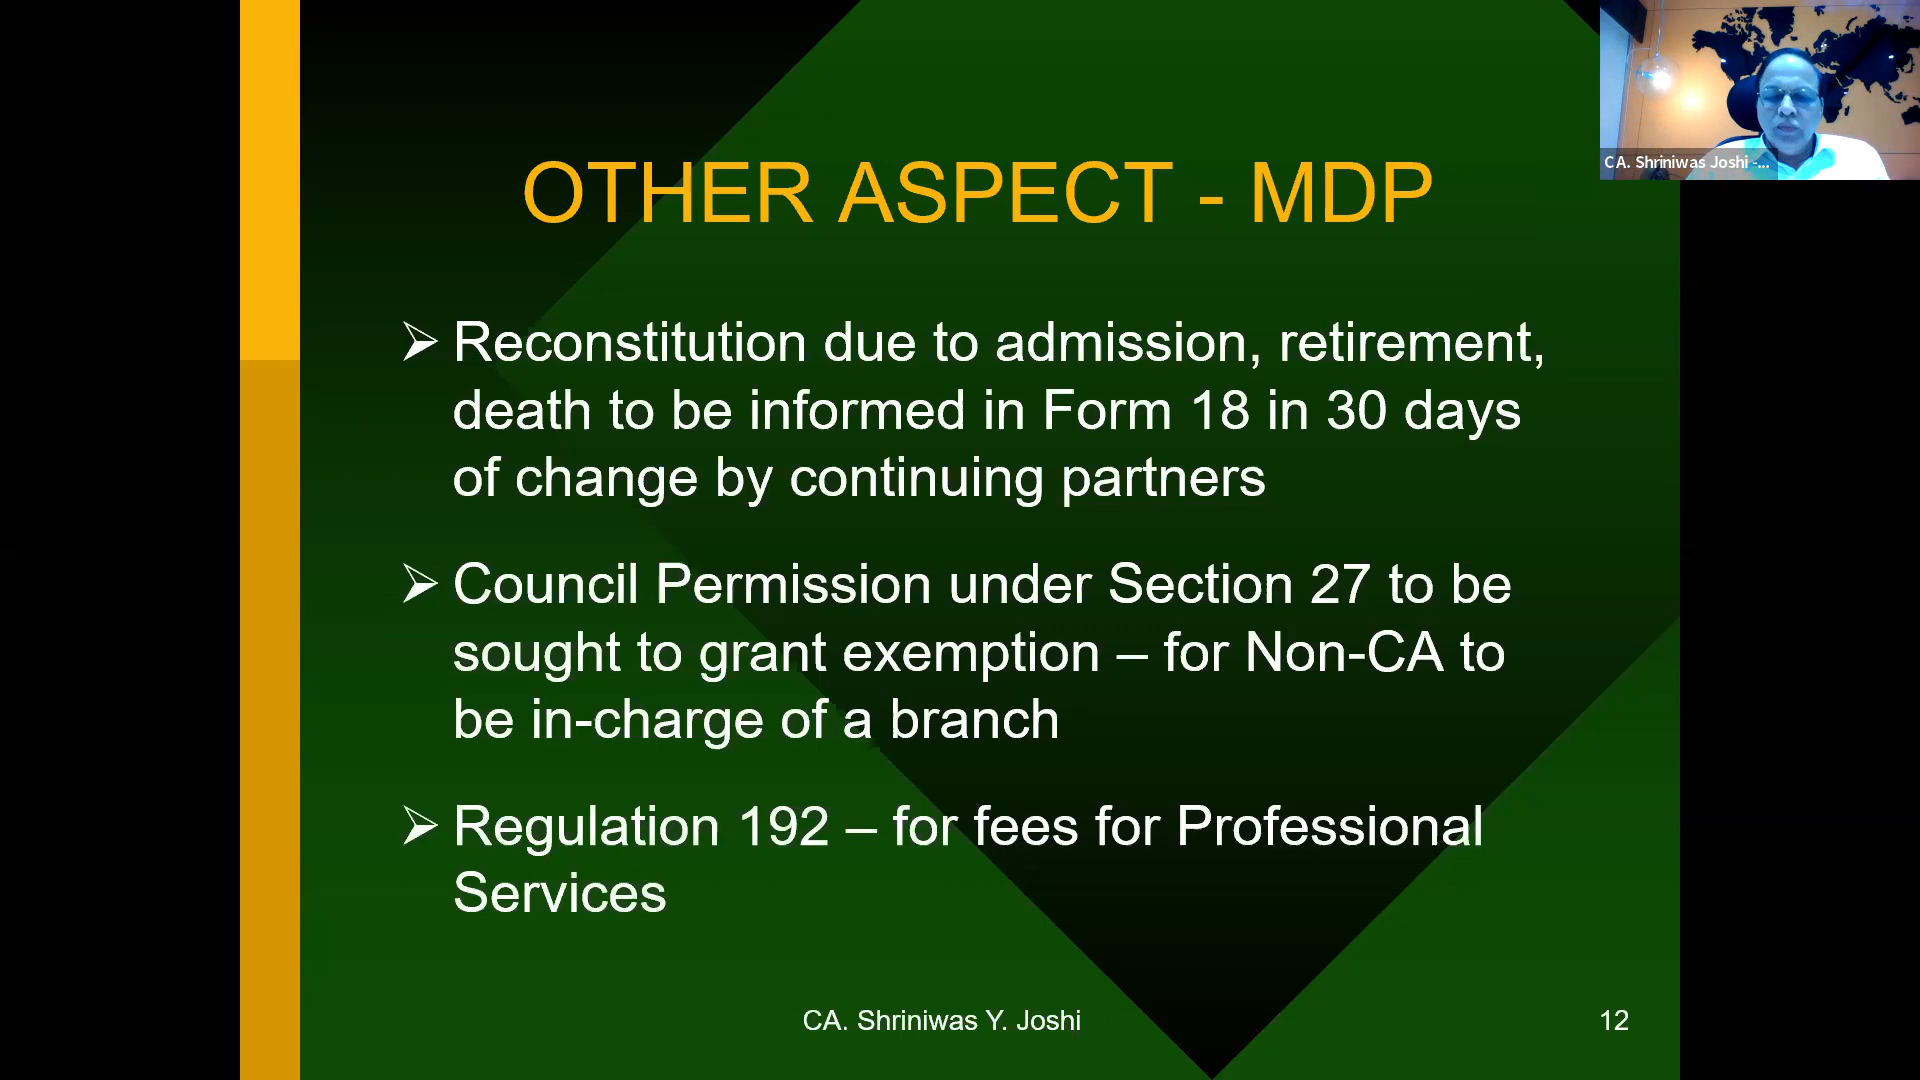 OTHER ASPECT - MDP
CA. Shriniwas Joshi -...
➢ Reconstitution due to admission, retirement,
death to be informed in Form 18 in 30 days
of change by continuing partners
➢ Council Permission under Section 27 to be
sought to grant exemption – for Non-CA to
be in-charge of a branch
➢ Regulation 192 – for fees for Professional
Services
CA. Shriniwas Y. Joshi
12